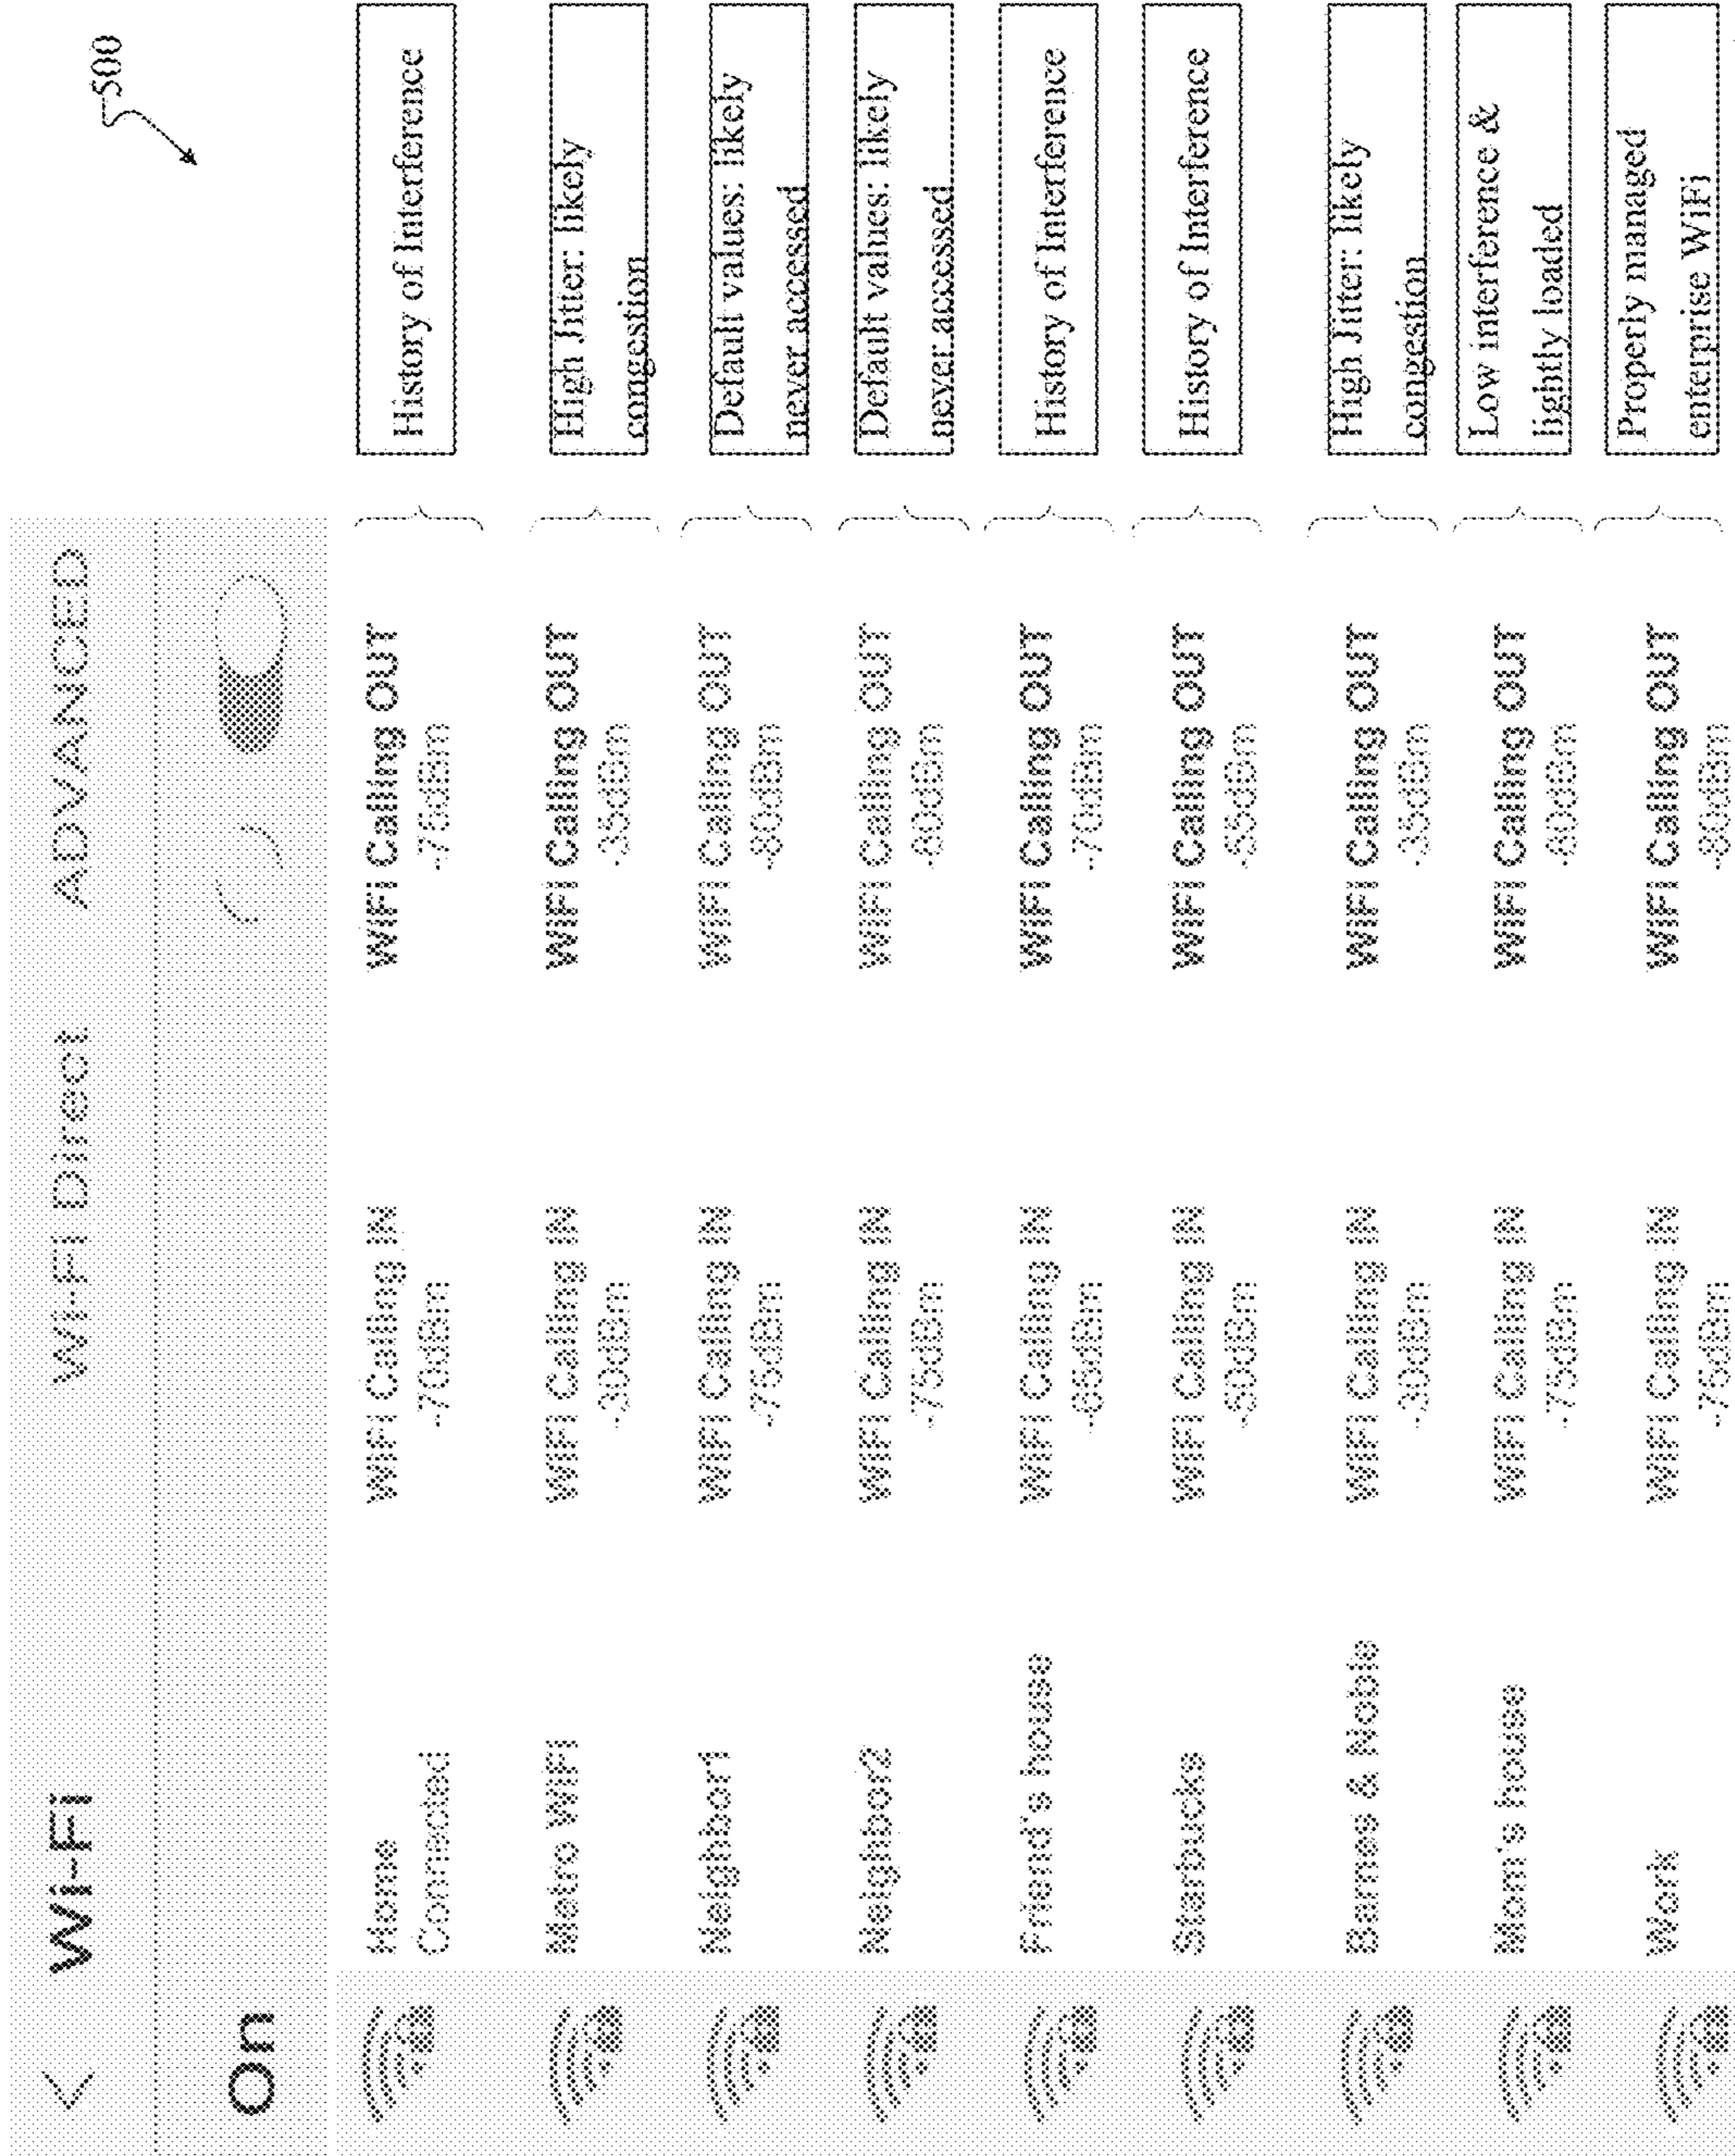 500
< Wi-Fi Wi-Fi Direct ADVANCED
On
Home WiFi Calling IN WiFi Calling OUT History of Interference
Connected -70dBm -75dBm
Metro WiFi WiFi Calling IN WiFi Calling OUT High Jitter: likely
-30dBm -35dBm congestion
Neighbor1 WiFi Calling IN WiFi Calling OUT Default values: likely
-75dBm -80dBm never accessed
Neighbor2 WiFi Calling IN WiFi Calling OUT Default values: likely
-75dBm -80dBm never accessed
Friend's house WiFi Calling IN WiFi Calling OUT History of Interference
-65dBm -70dBm
Starbucks WiFi Calling IN WiFi Calling OUT History of Interference
-50dBm -55dBm
Barnes & Noble WiFi Calling IN WiFi Calling OUT High Jitter: likely
-30dBm -35dBm congestion
Mom's house WiFi Calling IN WiFi Calling OUT Low interference &
-75dBm -80dBm lightly loaded
Work WiFi Calling IN WiFi Calling OUT Properly managed
-75dBm -80dBm enterprise WiFi